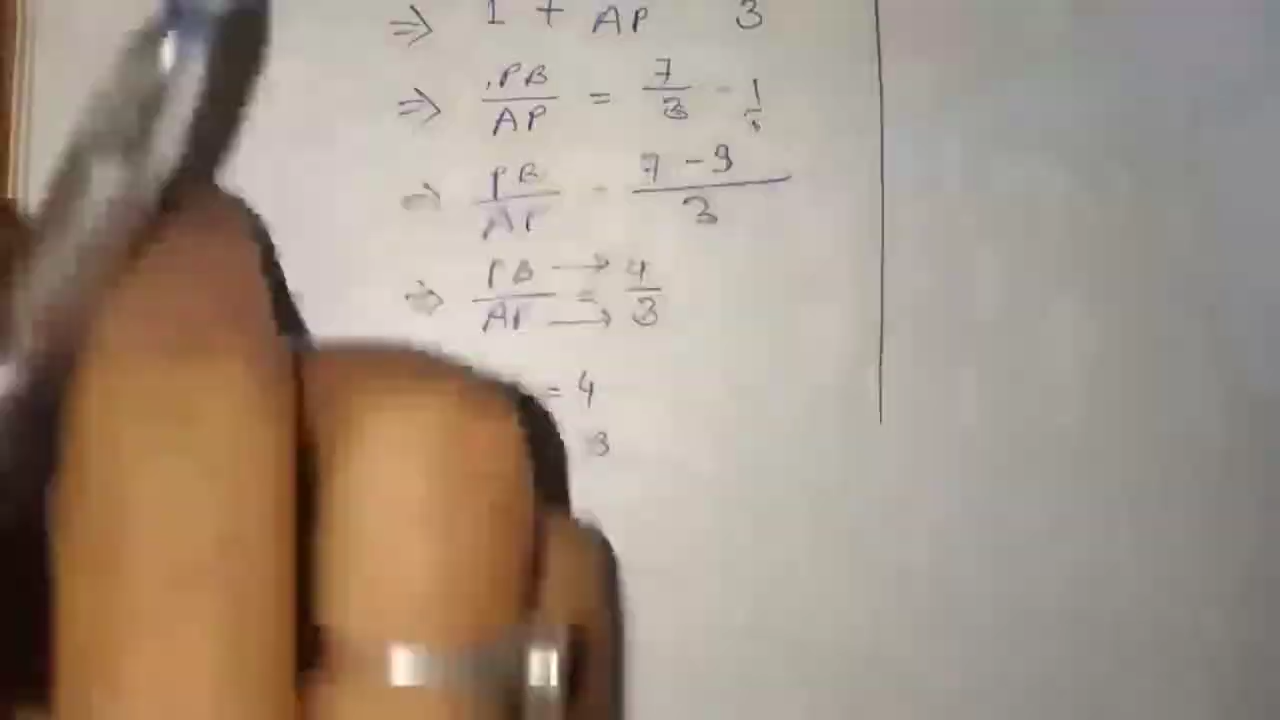 ⇒ 1 + AP 3
⇒ PB/AP = 7/3 - 1/1
⇒ PB/AP = 7 - 3/3
⇒ PB/AP = 4/3
= 4
3